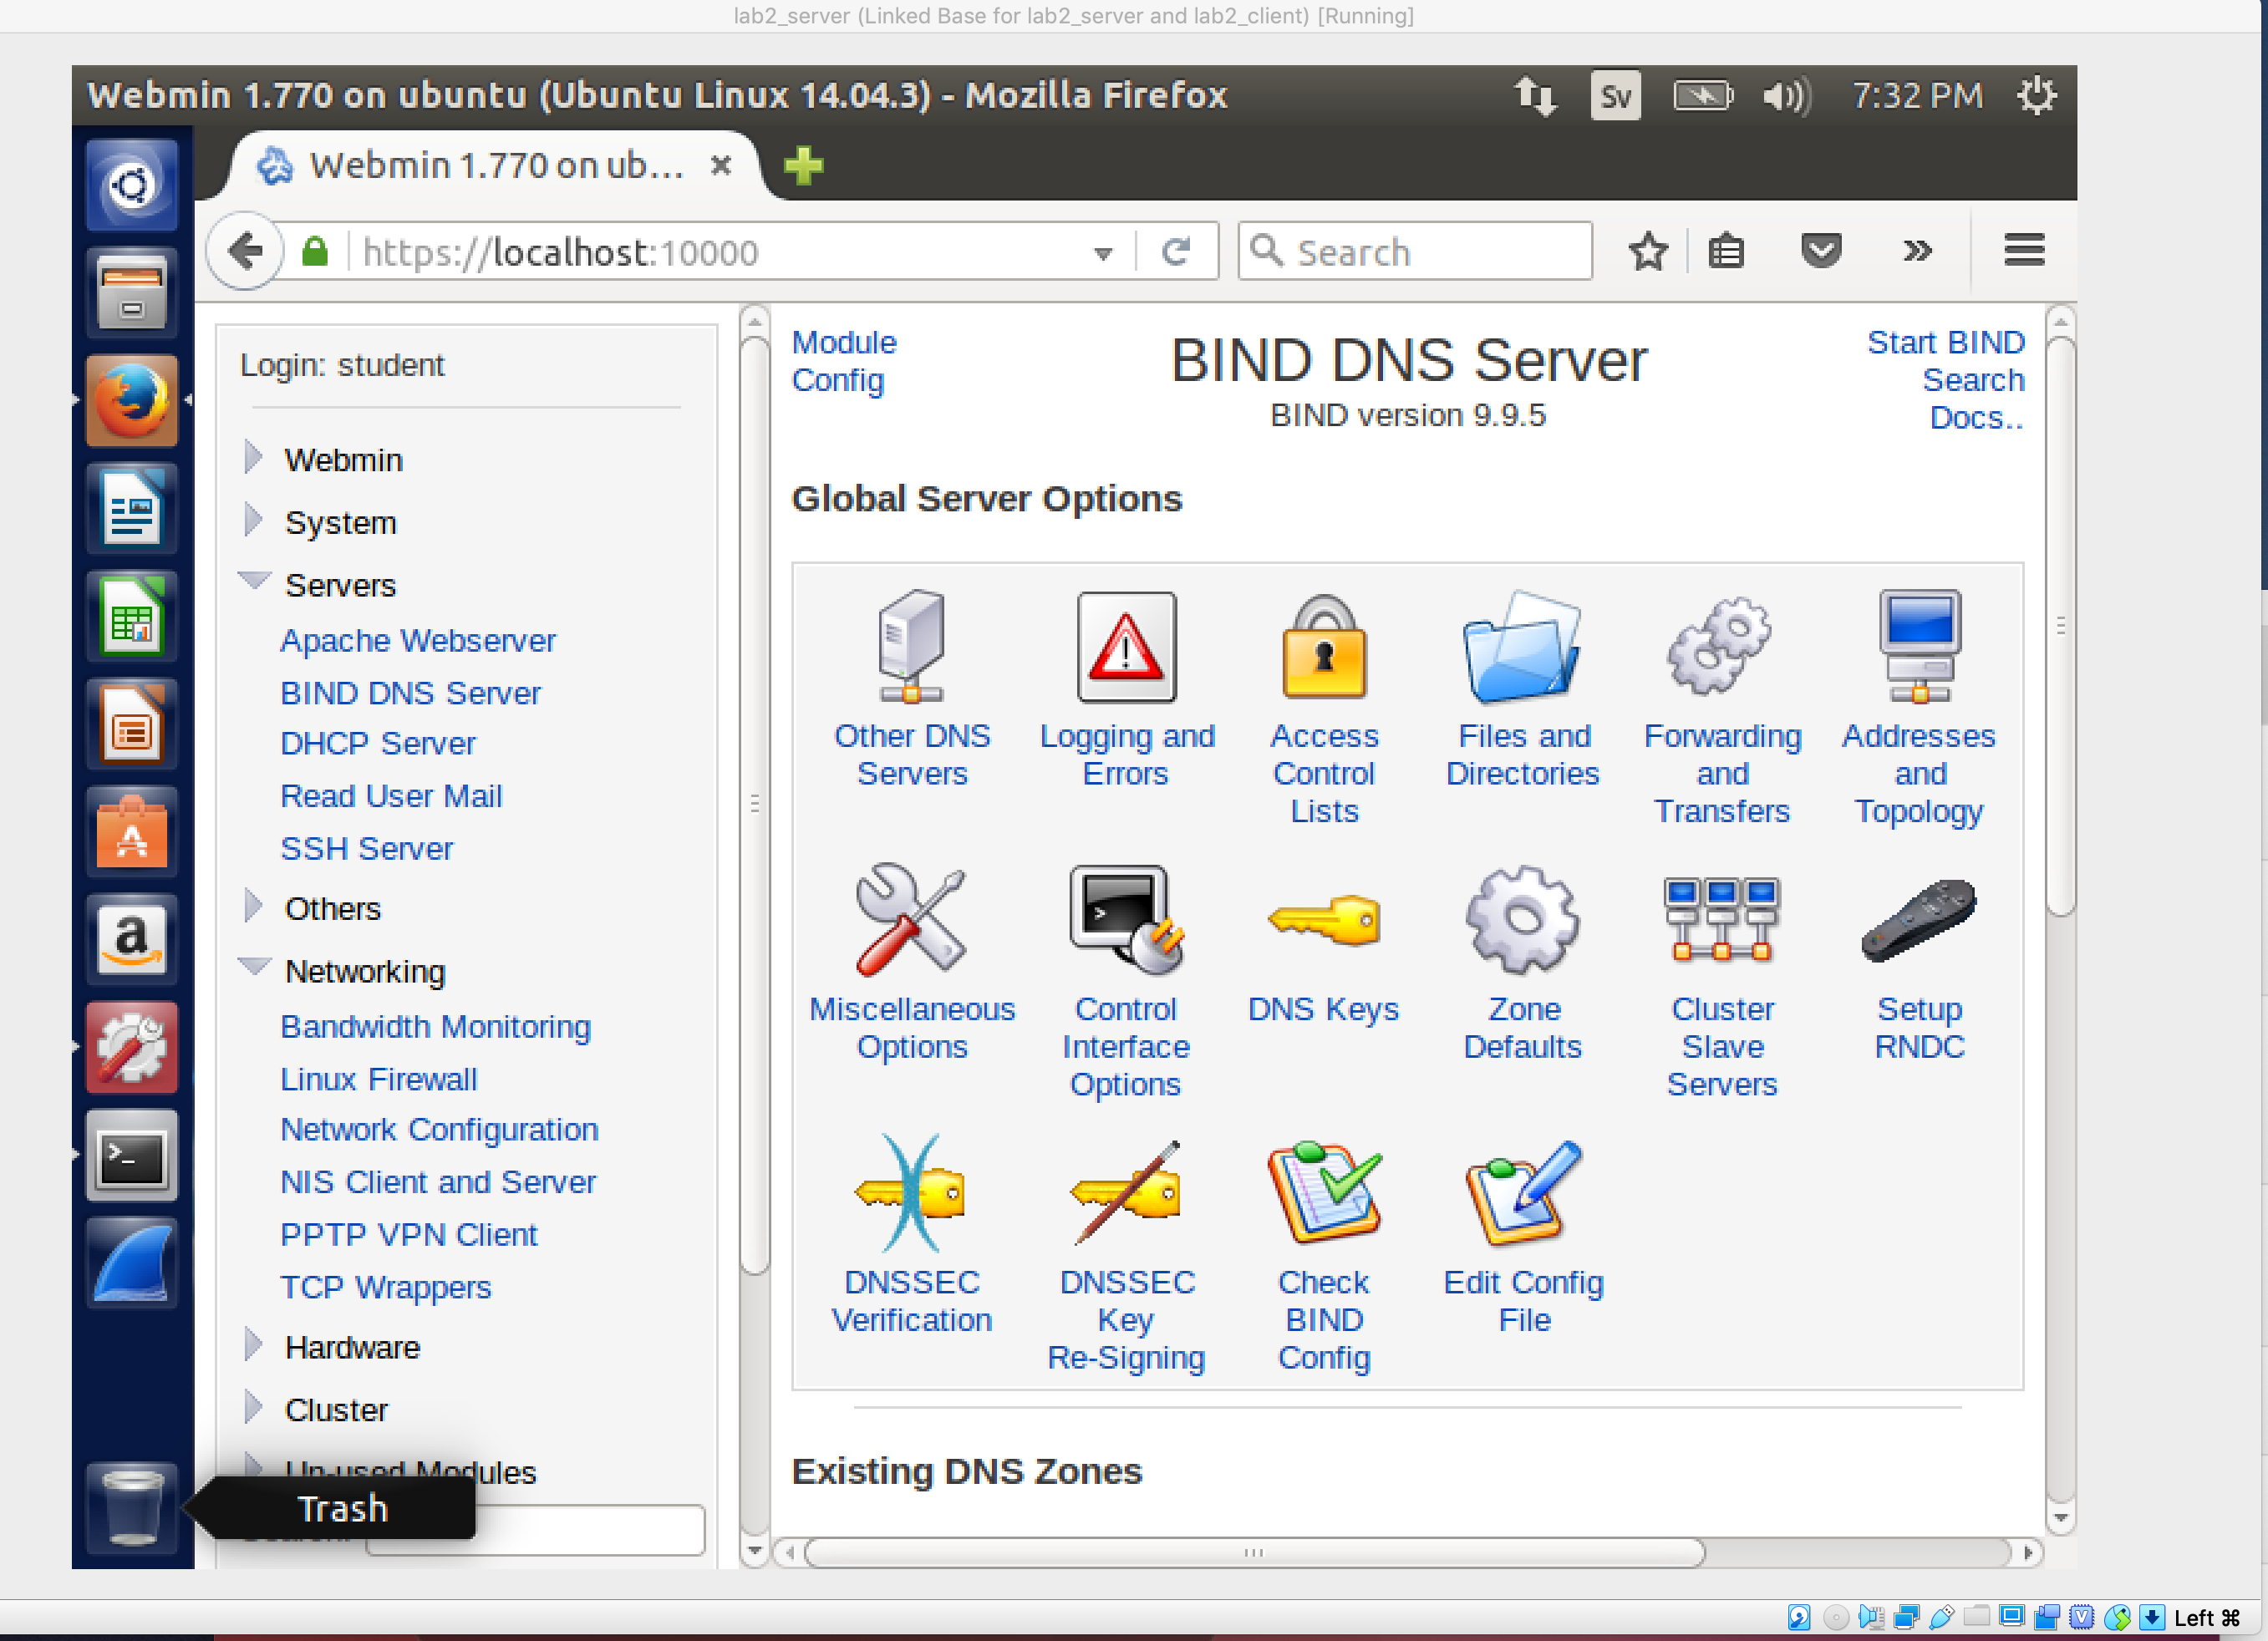 lab2_server (Linked Base for lab2_server and lab2_client) [Running]
Webmin 1.770 on ubuntu (Ubuntu Linux 14.04.3) - Mozilla Firefox
Sv
7:32 PM
Webmin 1.770 on ub...
https://localhost:10000
Search
Login: student
Webmin
System
Servers
Apache Webserver
BIND DNS Server
DHCP Server
Read User Mail
SSH Server
Others
Networking
Bandwidth Monitoring
Linux Firewall
Network Configuration
NIS Client and Server
PPTP VPN Client
TCP Wrappers
Hardware
Cluster
Un-used Modules
Trash
Module
Config
BIND DNS Server
BIND version 9.9.5
Start BIND
Search
Docs..
Global Server Options
Other DNS
Servers
Logging and
Errors
Access
Control
Lists
Files and
Directories
Forwarding
and
Transfers
Addresses
and
Topology
Miscellaneous
Options
Control
Interface
Options
DNS Keys
Zone
Defaults
Cluster
Slave
Servers
Setup
RNDC
DNSSEC
Verification
DNSSEC
Key
Re-Signing
Check
BIND
Config
Edit Config
File
Existing DNS Zones
Left ⌘